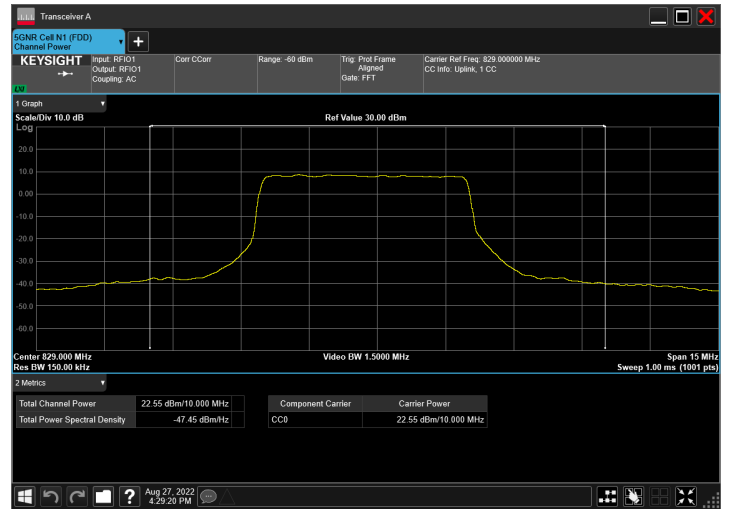 Transceiver A
5GNR Cell N1 (FDD)
Channel Power
KEYSIGHT
Input: RFIO1
Output: RFIO1
Coupling: AC
Corr CCorr
Range: -60 dBm
Trig: Prot Frame
Aligned
Gate: FFT
Carrier Ref Freq: 829.000000 MHz
CC Info: Uplink, 1 CC
LXI
1 Graph
Scale/Div 10.0 dB
Ref Value 30.00 dBm
Log
20.0
10.0
0.00
-10.0
-20.0
-30.0
-40.0
-50.0
-60.0
Center 829.000 MHz
Video BW 1.5000 MHz
Span 15 MHz
Res BW 150.00 kHz
Sweep 1.00 ms (1001 pts)
2 Metrics
Total Channel Power 22.55 dBm/10.000 MHz
Total Power Spectral Density -47.45 dBm/Hz
Component Carrier Carrier Power
CC0 22.55 dBm/10.000 MHz
?
Aug 27, 2022
4:29:20 PM